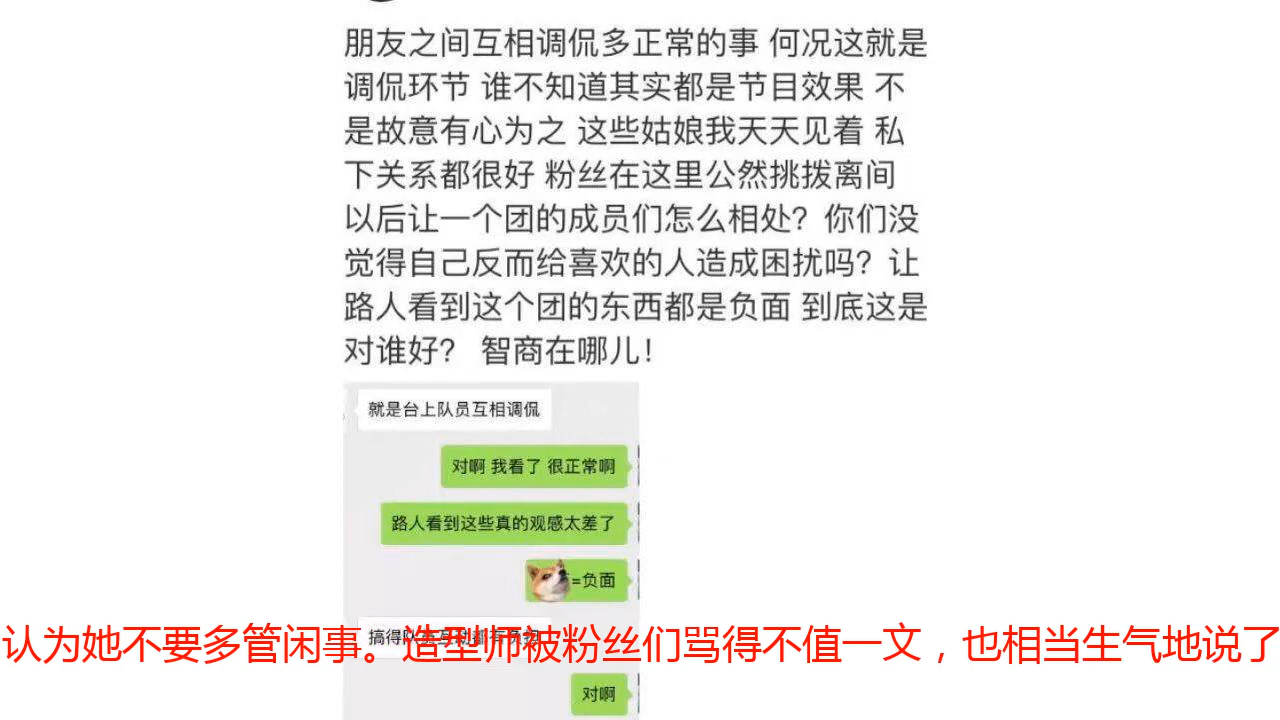 朋友之间互相调侃多正常的事 何况这就是
调侃环节 谁不知道其实都是节目效果 不
是故意有心为之 这些姑娘我天天见着 私
下关系都很好 粉丝在这里公然挑拨离间
以后让一个团的成员们怎么相处？你们没
觉得自己反而给喜欢的人造成困扰吗？让
路人看到这个团的东西都是负面 到底这是
对谁好？ 智商在哪儿！
就是台上队员互相调侃
对啊 我看了 很正常啊
路人看到这些真的观感太差了
=负面
搞得队员互动都有负担
认为她不要多管闲事。造型师被粉丝们骂得不值一文，也相当生气地说了
对啊